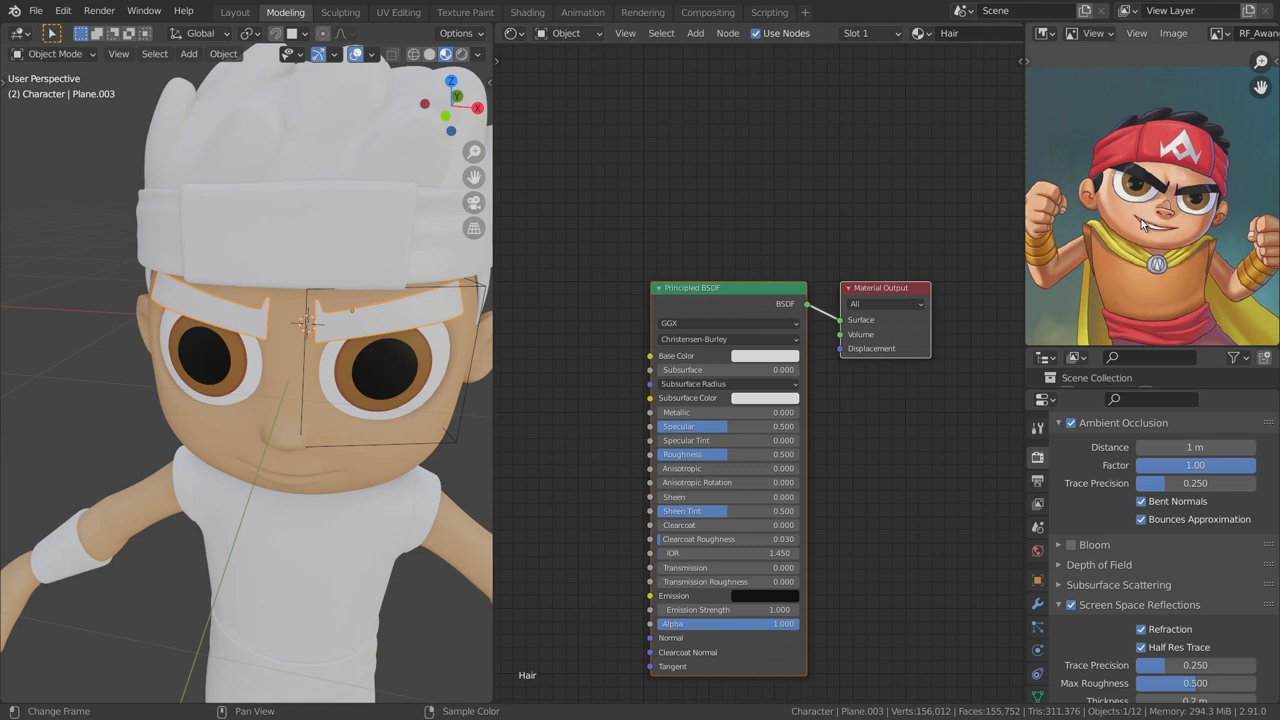 File Edit Render Window Help Layout Modeling Sculpting UV Editing Texture Paint Shading Animation Rendering Compositing Scripting + Scene View Layer
Global Options Object View Select Add Node Use Nodes Slot 1 Hair View View Image RF_Awan
Object Mode View Select Add Object
User Perspective
(2) Character | Plane.003
Z
Y
X
Principled BSDF
BSDF
GGX
Christensen-Burley
Base Color
Subsurface 0.000
Subsurface Radius
Subsurface Color
Metallic 0.000
Specular 0.500
Specular Tint 0.000
Roughness 0.500
Anisotropic 0.000
Anisotropic Rotation 0.000
Sheen 0.000
Sheen Tint 0.500
Clearcoat 0.000
Clearcoat Roughness 0.030
IOR 1.450
Transmission 0.000
Transmission Roughness 0.000
Emission
Emission Strength 1.000
Alpha 1.000
Normal
Clearcoat Normal
Tangent
Material Output
All
Surface
Volume
Displacement
Hair
Scene Collection
Ambient Occlusion
Distance 1 m
Factor 1.00
Trace Precision 0.250
Bent Normals
Bounces Approximation
Bloom
Depth of Field
Subsurface Scattering
Screen Space Reflections
Refraction
Half Res Trace
Trace Precision 0.250
Max Roughness 0.500
Thickness 0.2 m
Change Frame Pan View Sample Color Character | Plane.003 Verts:156,012 Faces:155,752 Tris:311,376 Objects:1/12 Memory: 294.3 MiB 2.91.0